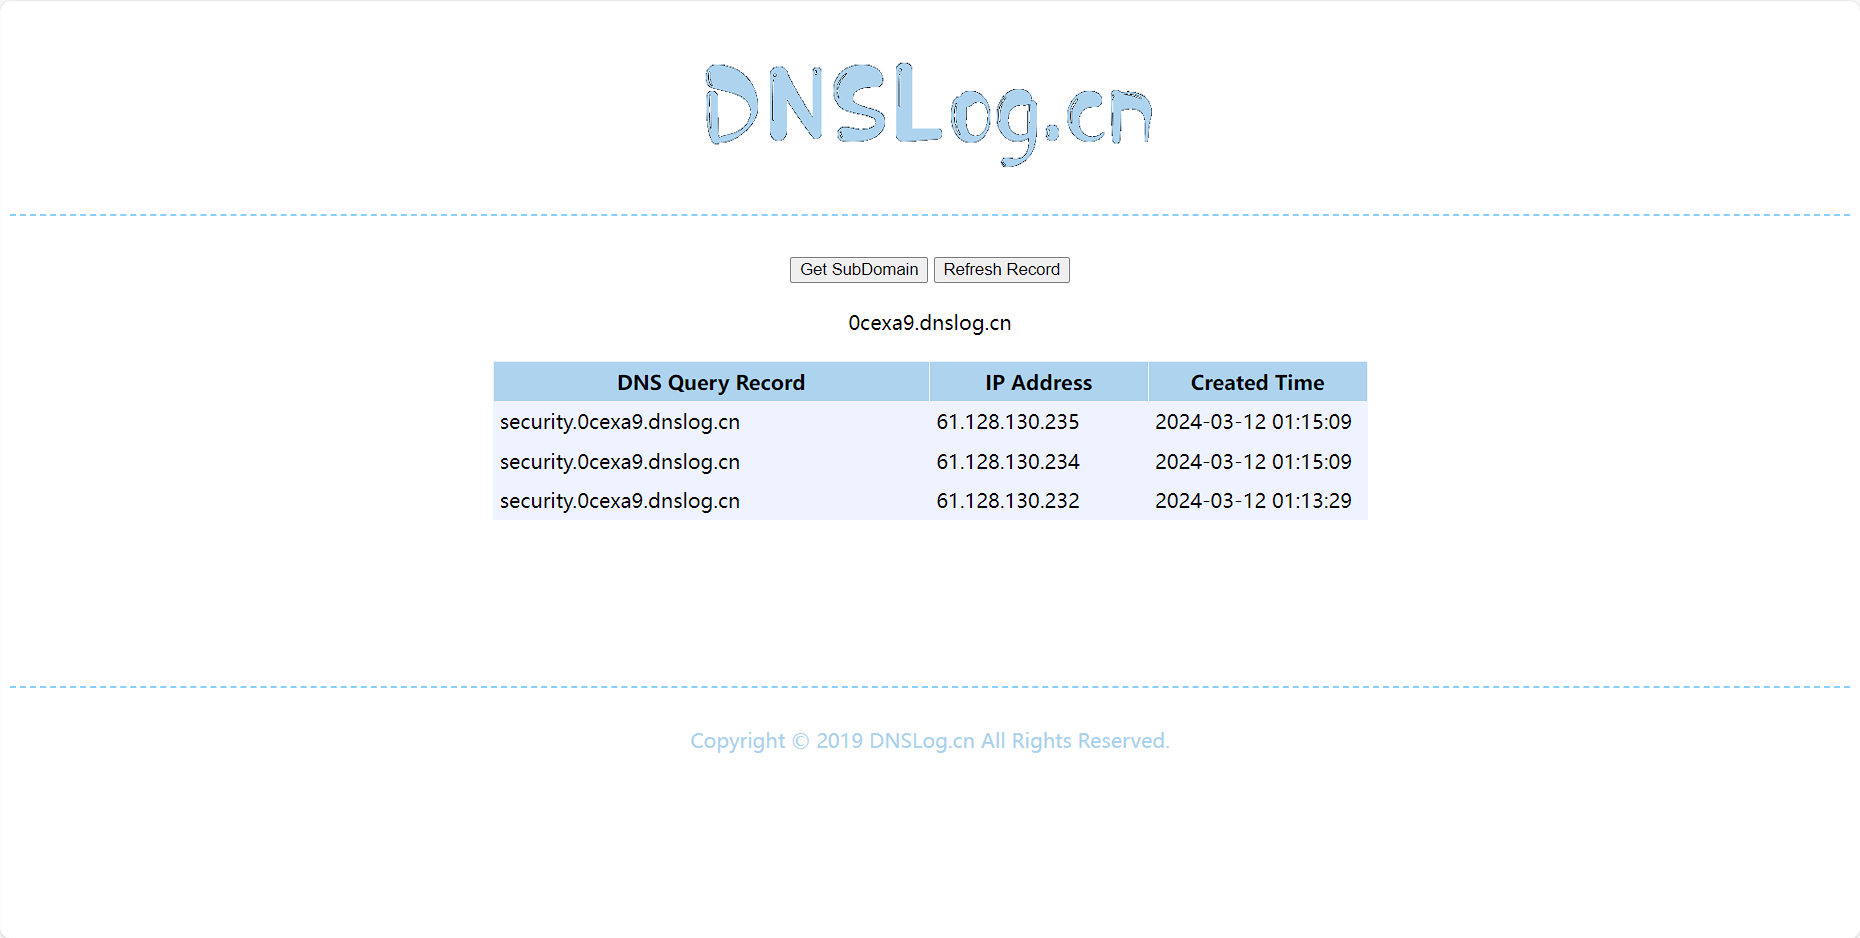 DNSLog.cn
Get SubDomain Refresh Record
0cexa9.dnslog.cn
DNS Query Record IP Address Created Time
security.0cexa9.dnslog.cn 61.128.130.235 2024-03-12 01:15:09
security.0cexa9.dnslog.cn 61.128.130.234 2024-03-12 01:15:09
security.0cexa9.dnslog.cn 61.128.130.232 2024-03-12 01:13:29
Copyright © 2019 DNSLog.cn All Rights Reserved.